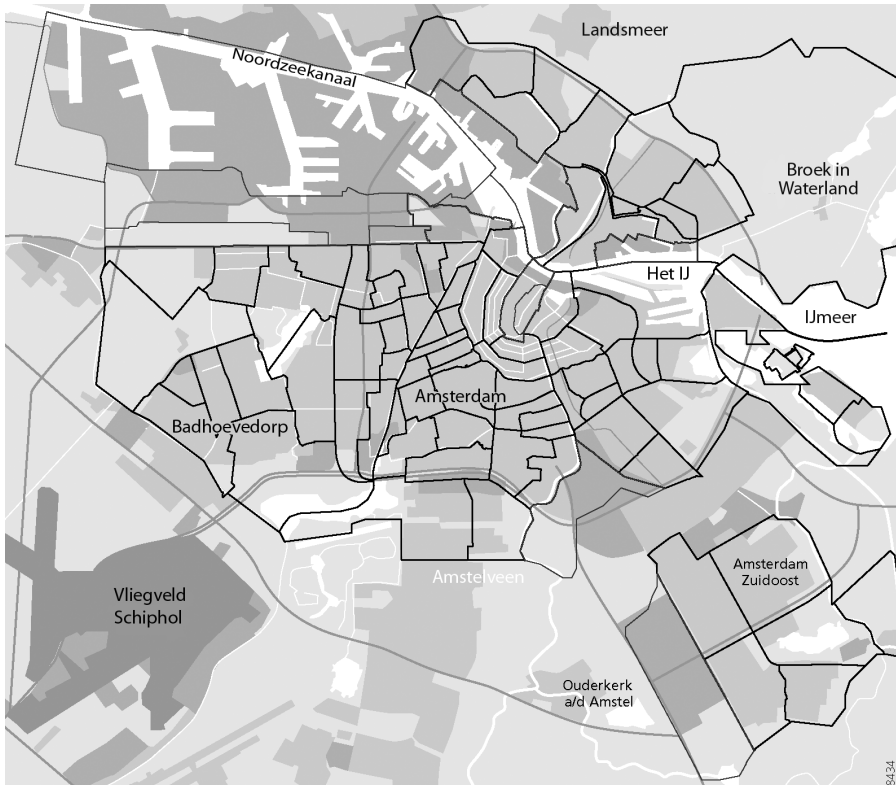 Landsmeer
Noordzeekanaal
Broek in
Waterland
Het IJ
IJmeer
Amsterdam
Badhoevedorp
Amsterdam
Zuidoost
Amstelveen
Vliegveld
Schiphol
Ouderkerk
a/d Amstel
8434